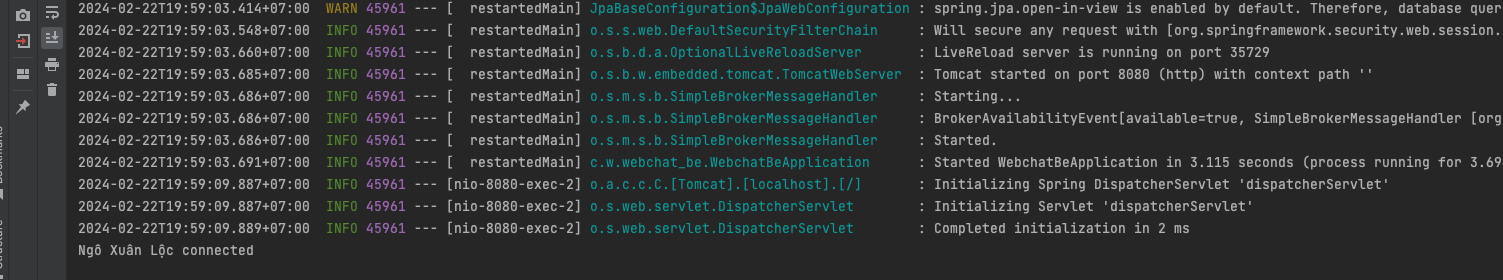 2024-02-22T19:59:03.414+07:00  WARN 45961 --- [  restartedMain] JpaBaseConfiguration$JpaWebConfiguration : spring.jpa.open-in-view is enabled by default. Therefore, database quer
2024-02-22T19:59:03.548+07:00  INFO 45961 --- [  restartedMain] o.s.s.web.DefaultSecurityFilterChain     : Will secure any request with [org.springframework.security.web.session.
2024-02-22T19:59:03.660+07:00  INFO 45961 --- [  restartedMain] o.s.b.d.a.OptionalLiveReloadServer       : LiveReload server is running on port 35729
2024-02-22T19:59:03.685+07:00  INFO 45961 --- [  restartedMain] o.s.b.w.embedded.tomcat.TomcatWebServer  : Tomcat started on port 8080 (http) with context path ''
2024-02-22T19:59:03.686+07:00  INFO 45961 --- [  restartedMain] o.s.m.s.b.SimpleBrokerMessageHandler     : Starting...
2024-02-22T19:59:03.686+07:00  INFO 45961 --- [  restartedMain] o.s.m.s.b.SimpleBrokerMessageHandler     : BrokerAvailabilityEvent[available=true, SimpleBrokerMessageHandler [org
2024-02-22T19:59:03.686+07:00  INFO 45961 --- [  restartedMain] o.s.m.s.b.SimpleBrokerMessageHandler     : Started.
2024-02-22T19:59:03.691+07:00  INFO 45961 --- [  restartedMain] c.w.webchat_be.WebchatBeApplication      : Started WebchatBeApplication in 3.115 seconds (process running for 3.69
2024-02-22T19:59:09.887+07:00  INFO 45961 --- [nio-8080-exec-2] o.a.c.c.C.[Tomcat].[localhost].[/]       : Initializing Spring DispatcherServlet 'dispatcherServlet'
2024-02-22T19:59:09.887+07:00  INFO 45961 --- [nio-8080-exec-2] o.s.web.servlet.DispatcherServlet        : Initializing Servlet 'dispatcherServlet'
2024-02-22T19:59:09.889+07:00  INFO 45961 --- [nio-8080-exec-2] o.s.web.servlet.DispatcherServlet        : Completed initialization in 2 ms
Ngô Xuân Lộc connected